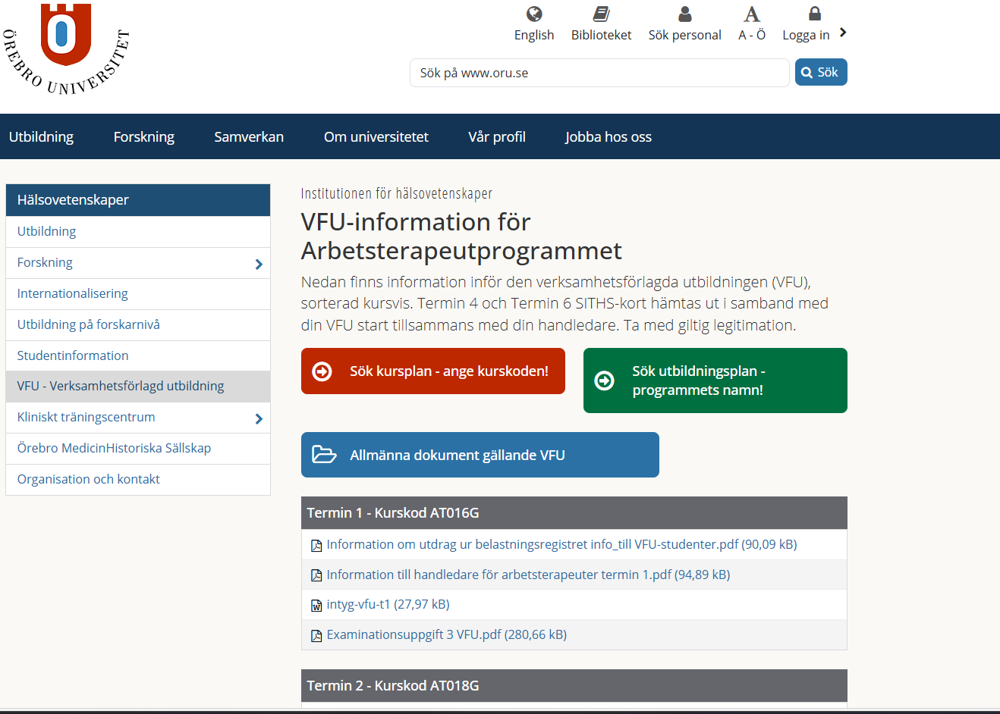 ÖREBRO UNIVERSITET
English
Biblioteket
Sök personal
A - Ö
Logga in
Sök på www.oru.se
Sök
Utbildning
Forskning
Samverkan
Om universitetet
Vår profil
Jobba hos oss
Hälsovetenskaper
Utbildning
Forskning
Internationalisering
Utbildning på forskarnivå
Studentinformation
VFU - Verksamhetsförlagd utbildning
Kliniskt träningscentrum
Örebro MedicinHistoriska Sällskap
Organisation och kontakt
Institutionen för hälsovetenskaper
VFU-information för
Arbetsterapeutprogrammet
Nedan finns information inför den verksamhetsförlagda utbildningen (VFU),
sorterad kursvis. Termin 4 och Termin 6 SITHS-kort hämtas ut i samband med
din VFU start tillsammans med din handledare. Ta med giltig legitimation.
Sök kursplan - ange kurskoden!
Sök utbildningsplan -
programmets namn!
Allmänna dokument gällande VFU
Termin 1 - Kurskod AT016G
Information om utdrag ur belastningsregistret info_till VFU-studenter.pdf (90,09 kB)
Information till handledare för arbetsterapeuter termin 1.pdf (94,89 kB)
intyg-vfu-t1 (27,97 kB)
Examinationsuppgift 3 VFU.pdf (280,66 kB)
Termin 2 - Kurskod AT018G